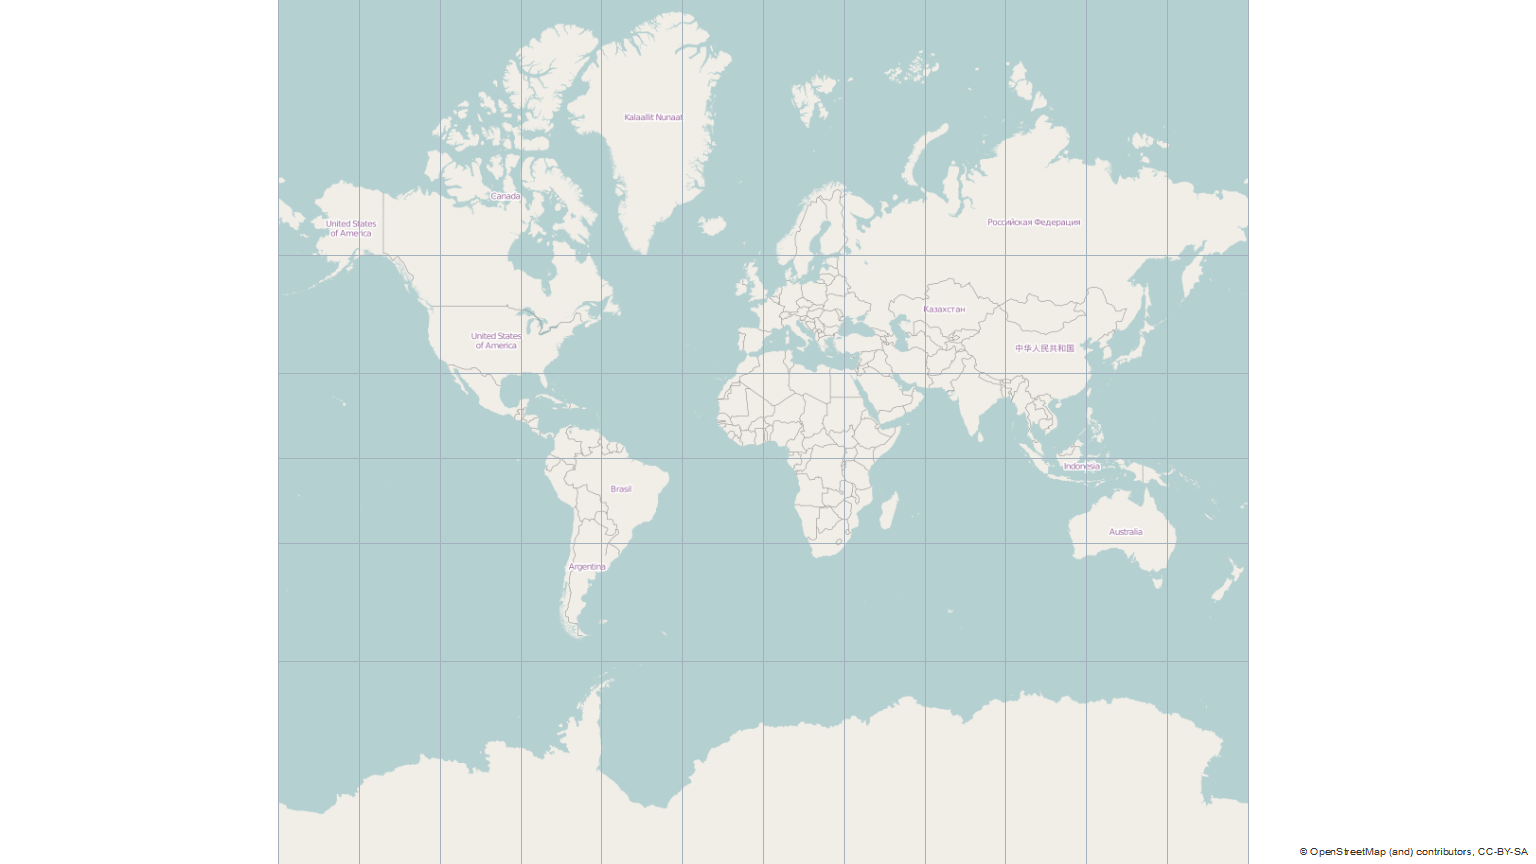 Kalaallit Nunaat
Canada
United States
of America
Российская Федерация
Казахстан
United States
of America
中华人民共和国
Indonesia
Brasil
Australia
Argentina
© OpenStreetMap (and) contributors, CC-BY-SA